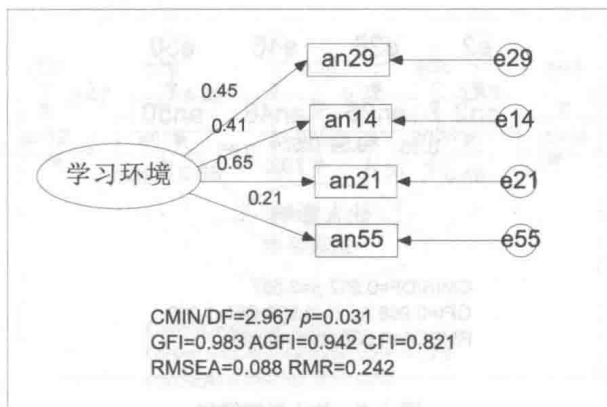 an29 e29
0.45
an14 e14
0.41
0.65
学习环境 an21 e21
0.21
an55 e55
CMIN/DF=2.967 p=0.031
GFI=0.983 AGFI=0.942 CFI=0.821
RMSEA=0.088 RMR=0.242